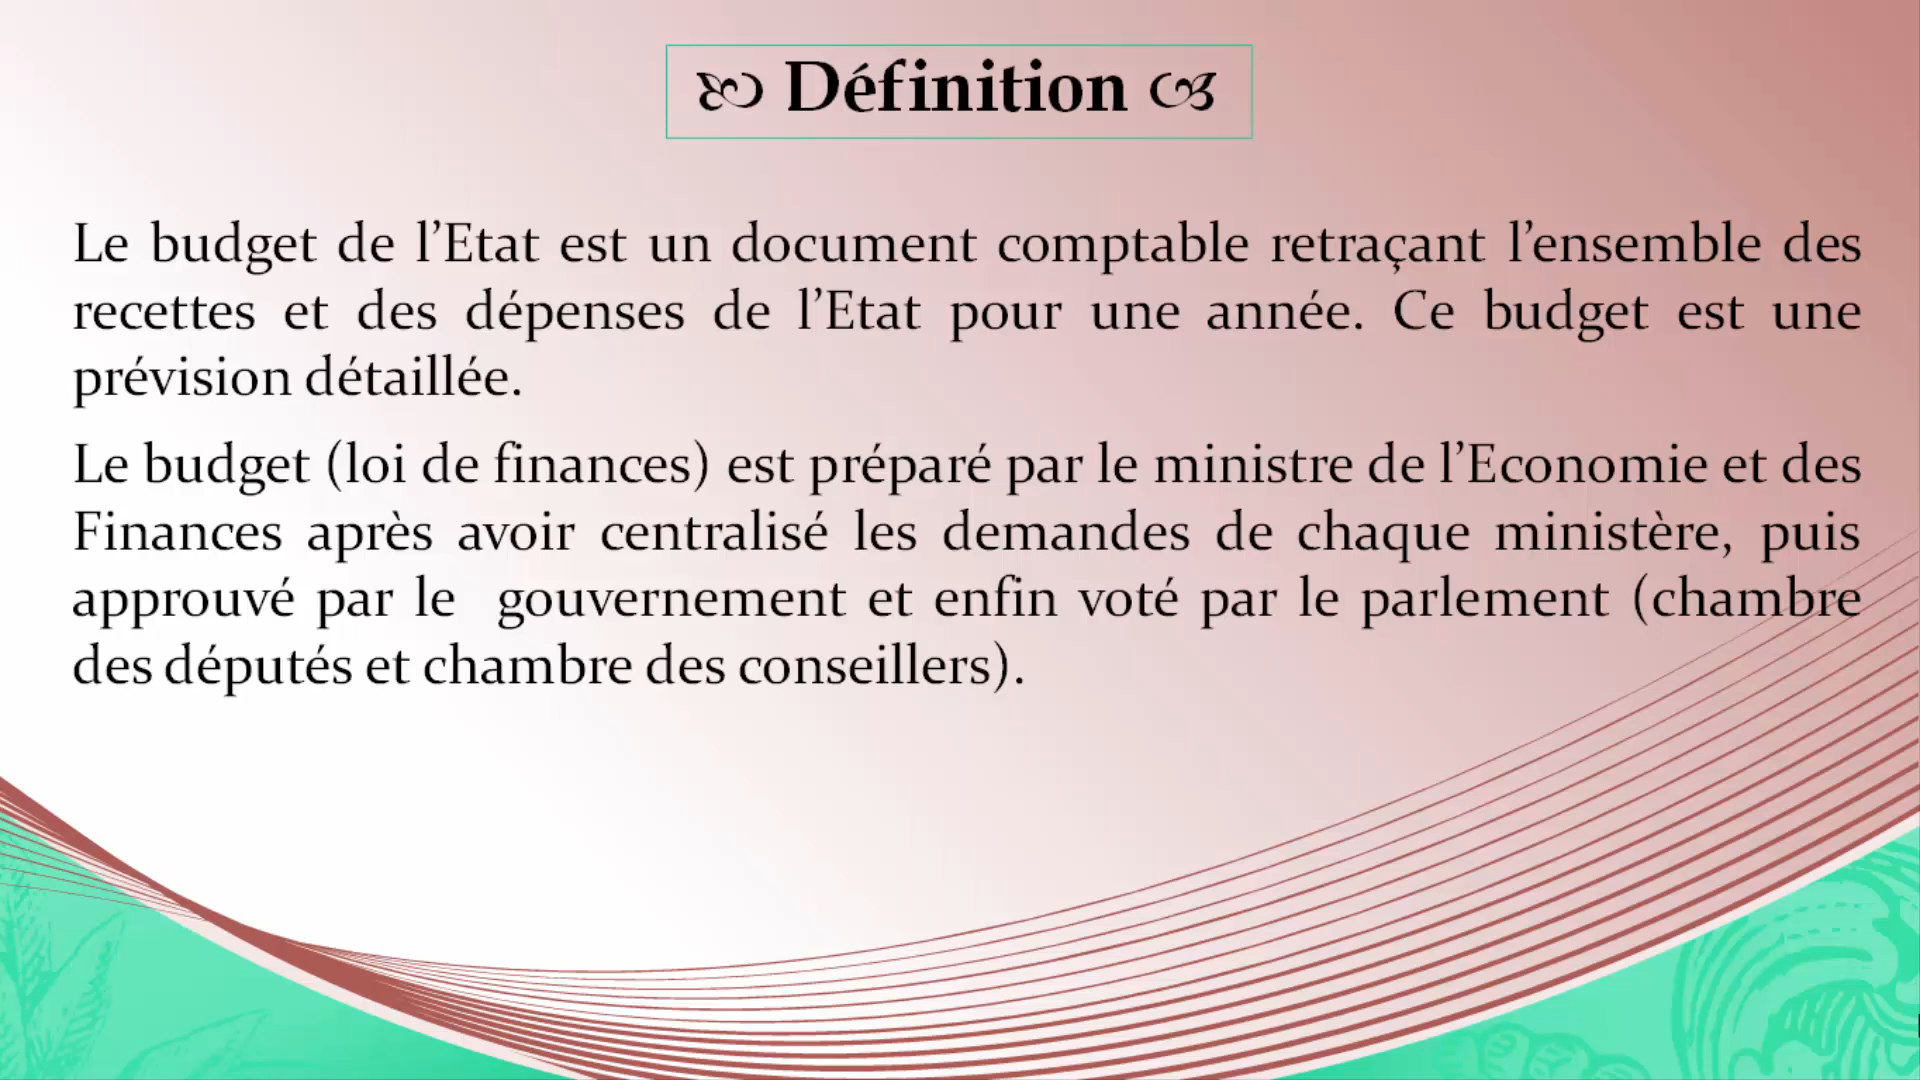 Définition
Le budget de l’Etat est un document comptable retraçant l’ensemble des
recettes et des dépenses de l’Etat pour une année. Ce budget est une
prévision détaillée.
Le budget (loi de finances) est préparé par le ministre de l’Economie et des
Finances après avoir centralisé les demandes de chaque ministère, puis
approuvé par le  gouvernement et enfin voté par le parlement (chambre
des députés et chambre des conseillers).